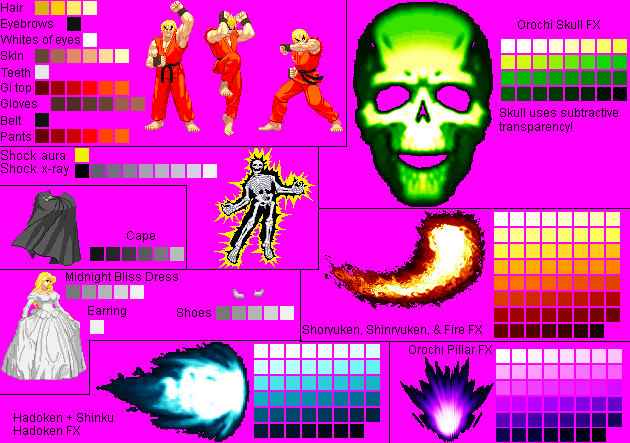 Hair
Eyebrows
Whites of eyes
Skin
Teeth
Gi top
Gloves
Belt
Pants
Orochi Skull FX
Skull uses subtractive
transparency!
Shock aura
Shock x-ray
Cape
Midnight Bliss Dress
Earring
Shoes
Shoryuken, Shinryuken, & Fire FX
Hadoken + Shinku
Hadoken FX
Orochi Pillar FX